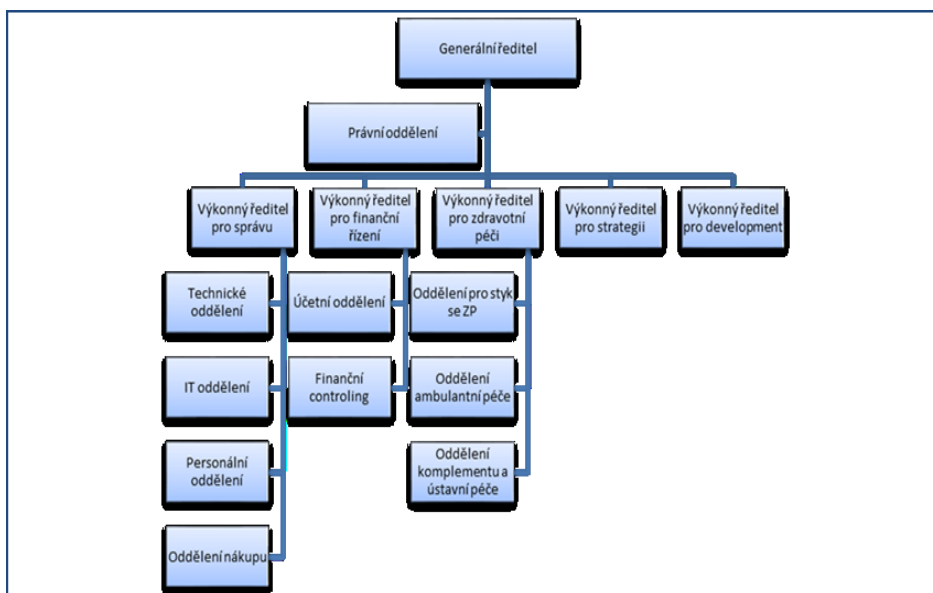 Generální ředitel
Právní oddělení
Výkonný ředitel
pro správu
Výkonný ředitel
pro finanční
řízení
Výkonný ředitel
pro zdravotní
péči
Výkonný ředitel
pro strategii
Výkonný ředitel
pro development
Technické
oddělení
Účetní oddělení
Oddělení pro styk
se ZP
IT oddělení
Finanční
controling
Oddělení
ambulantní péče
Personální
oddělení
Oddělení
komplementu a
ústavní péče
Oddělení nákupu